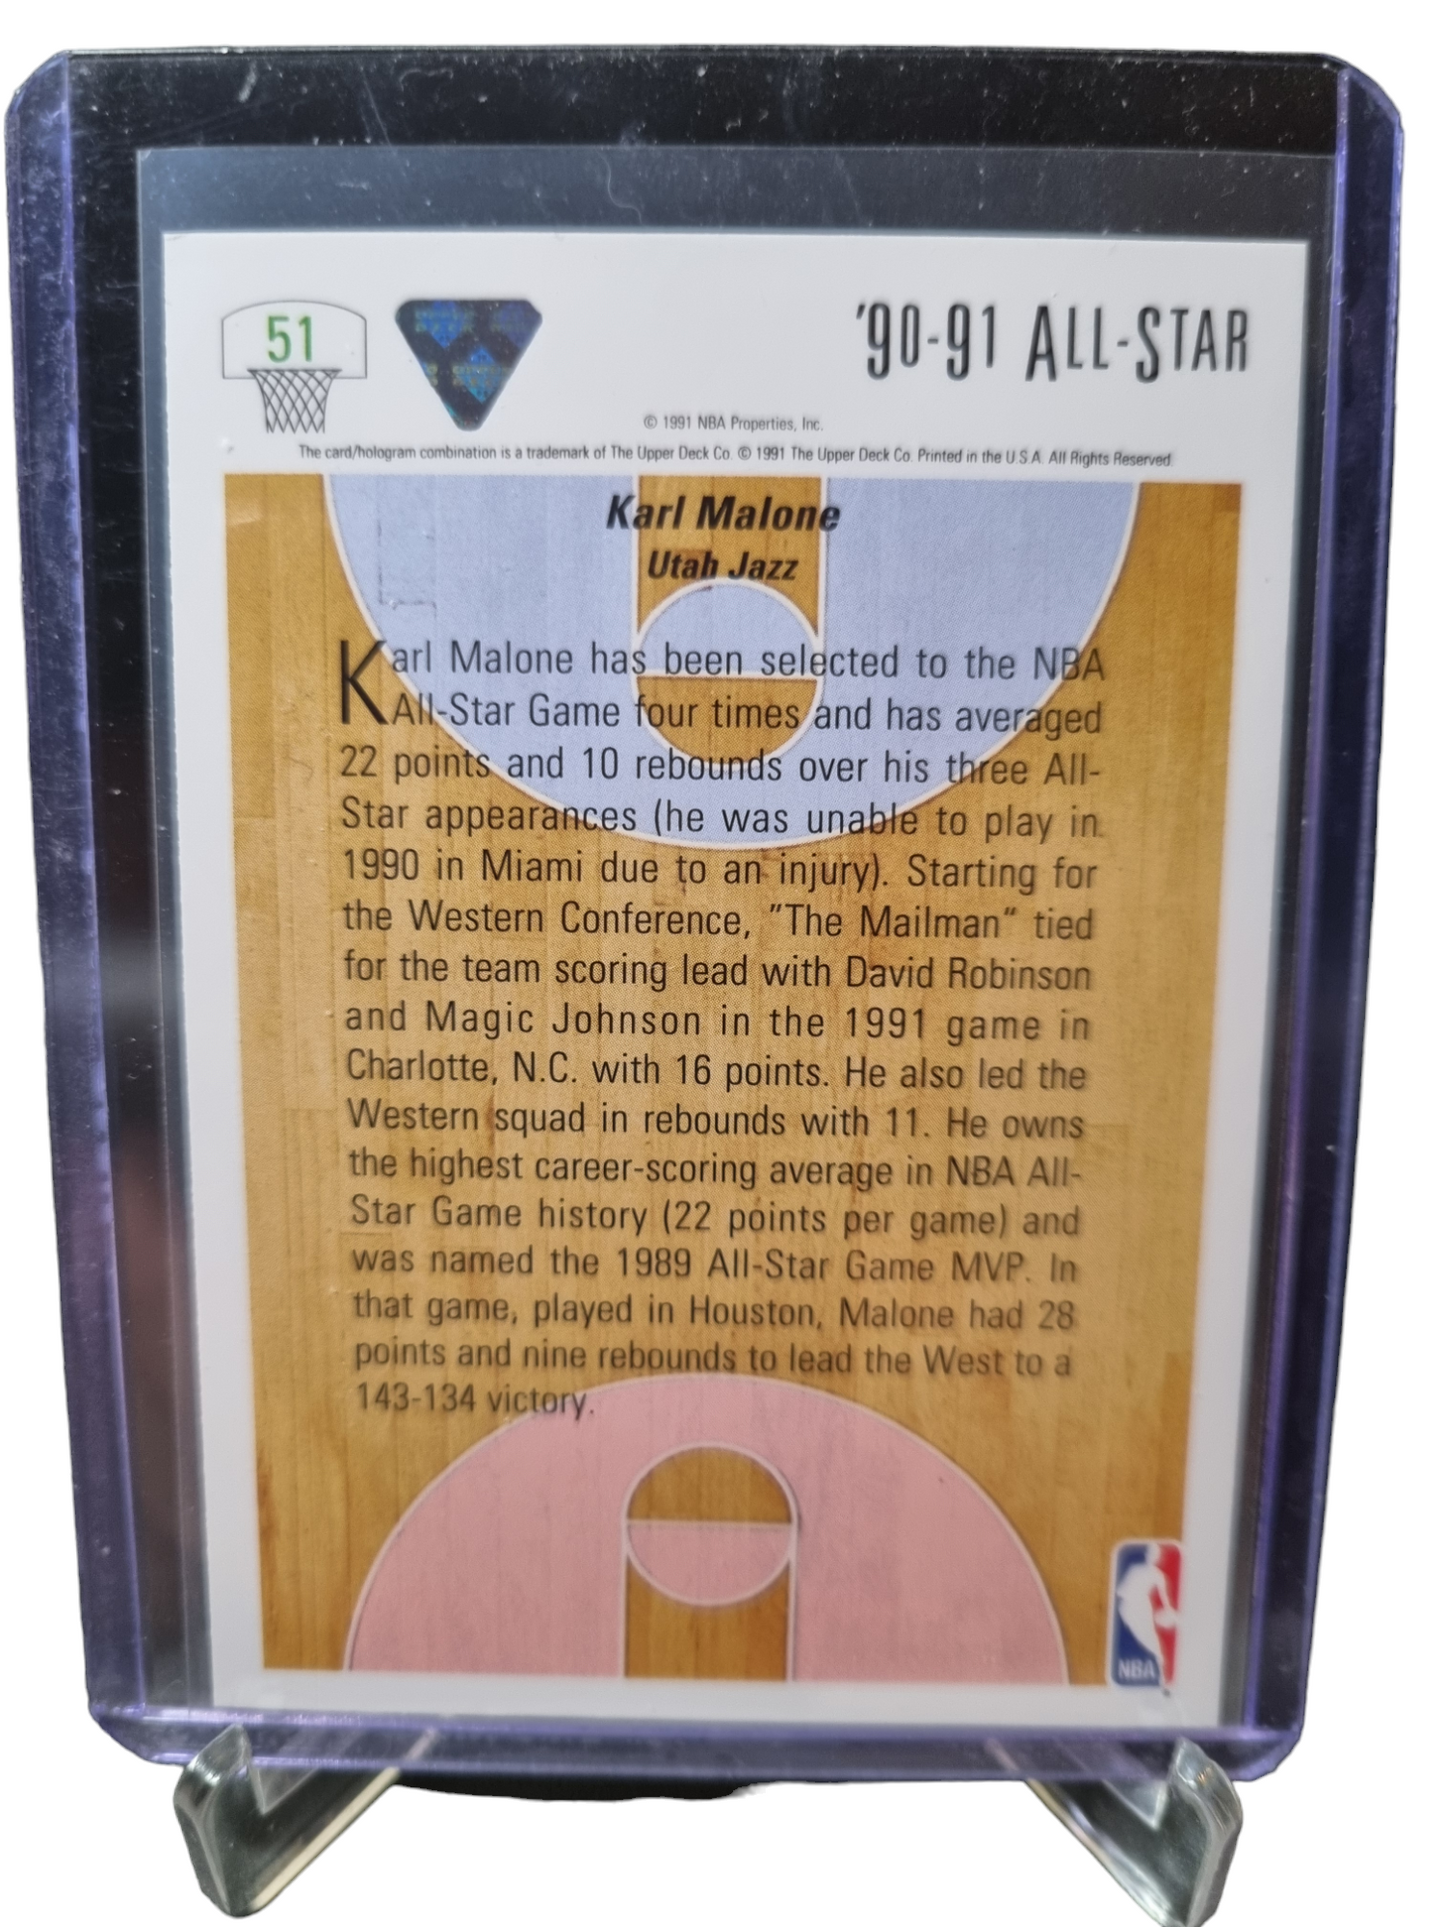 51
'90-91 ALL-STAR
© 1991 NBA Properties, Inc.
The card/hologram combination is a trademark of The Upper Deck Co. © 1991 The Upper Deck Co. Printed in the U.S.A. All Rights Reserved
Karl Malone
Utah Jazz
Karl Malone has been selected to the NBA
All-Star Game four times and has averaged
22 points and 10 rebounds over his three All-
Star appearances (he was unable to play in
1990 in Miami due to an injury). Starting for
the Western Conference, "The Mailman" tied
for the team scoring lead with David Robinson
and Magic Johnson in the 1991 game in
Charlotte, N.C. with 16 points. He also led the
Western squad in rebounds with 11. He owns
the highest career-scoring average in NBA All-
Star Game history (22 points per game) and
was named the 1989 All-Star Game MVP. In
that game, played in Houston, Malone had 28
points and nine rebounds to lead the West to a
143-134 victory.
NBA